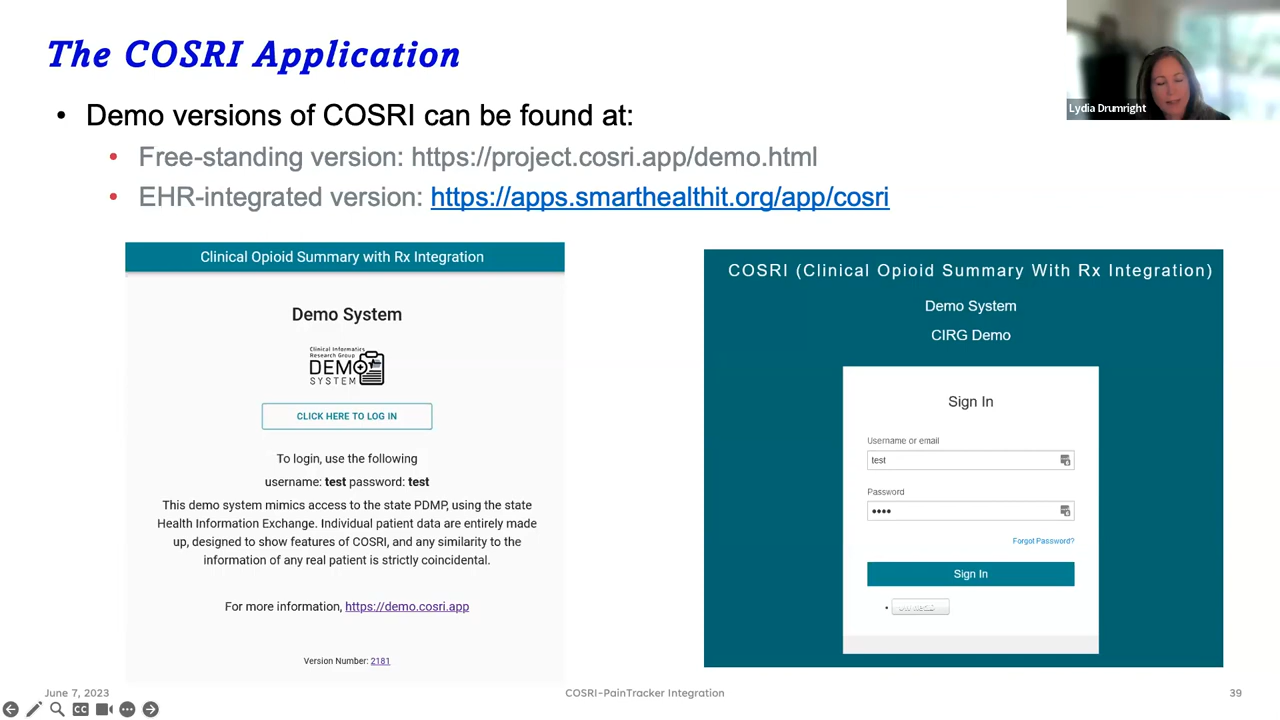 The COSRI Application
Lydia Drumright
• Demo versions of COSRI can be found at:
• Free-standing version: https://project.cosri.app/demo.html
• EHR-integrated version: https://apps.smarthealthit.org/app/cosri
Clinical Opioid Summary with Rx Integration
Demo System
Clinical Informatics
Research Group
DEMO
SYSTEM
CLICK HERE TO LOG IN
To login, use the following
username: test password: test
This demo system mimics access to the state PDMP, using the state
Health Information Exchange. Individual patient data are entirely made
up, designed to show features of COSRI, and any similarity to the
information of any real patient is strictly coincidental.
For more information, https://demo.cosri.app
Version Number: 2181
COSRI (Clinical Opioid Summary With Rx Integration)
Demo System
CIRG Demo
Sign In
Username or email
test
Password
••••
Forgot Password?
Sign In
June 7, 2023
COSRI-PainTracker Integration
39
CC